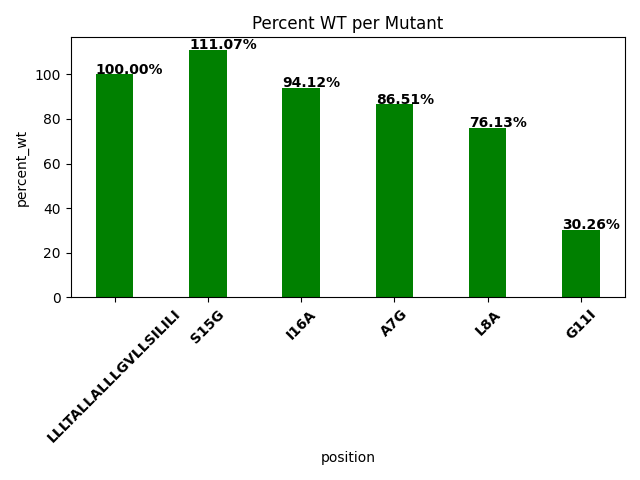 Percent WT per Mutant
percent_wt
100
80
60
40
20
0
100.00%
111.07%
94.12%
86.51%
76.13%
30.26%
LLLTALLALLLGVLLSILILI
S15G
I16A
A7G
L8A
G11I
position